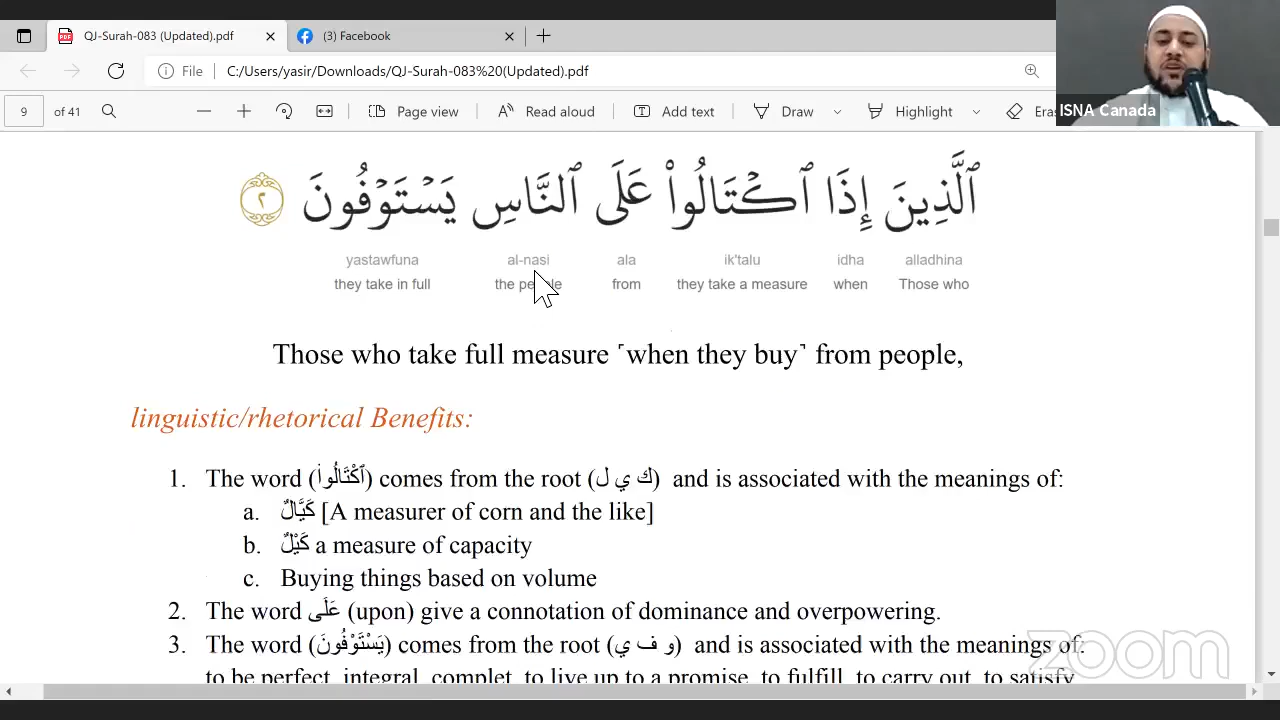 QJ-Surah-083 (Updated).pdf
(3) Facebook
File
C:/Users/yasir/Downloads/QJ-Surah-083%20(Updated).pdf
9 of 41
Page view
Read aloud
Add text
Draw
Highlight
ISNA Canada
ٱلَّذِينَ إِذَا ٱكْتَالُوا۟ عَلَى ٱلنَّاسِ يَسْتَوْفُونَ ٢
yastawfuna al-nasi ala ik'talu idha alladhina
they take in full the people from they take a measure when Those who
Those who take full measure ˹when they buy˺ from people,
linguistic/rhetorical Benefits:
1. The word (ٱكْتَالُوا۟) comes from the root (ك ي ل) and is associated with the meanings of:
a. كَيَّالٌ [A measurer of corn and the like]
b. كَيْلٌ a measure of capacity
c. Buying things based on volume
2. The word عَلَى (upon) give a connotation of dominance and overpowering.
3. The word (يَسْتَوْفُونَ) comes from the root (و ف ي) and is associated with the meanings of:
to be perfect, integral, complet, to live up to a promise, to fulfill, to carry out, to satisfy
zoom